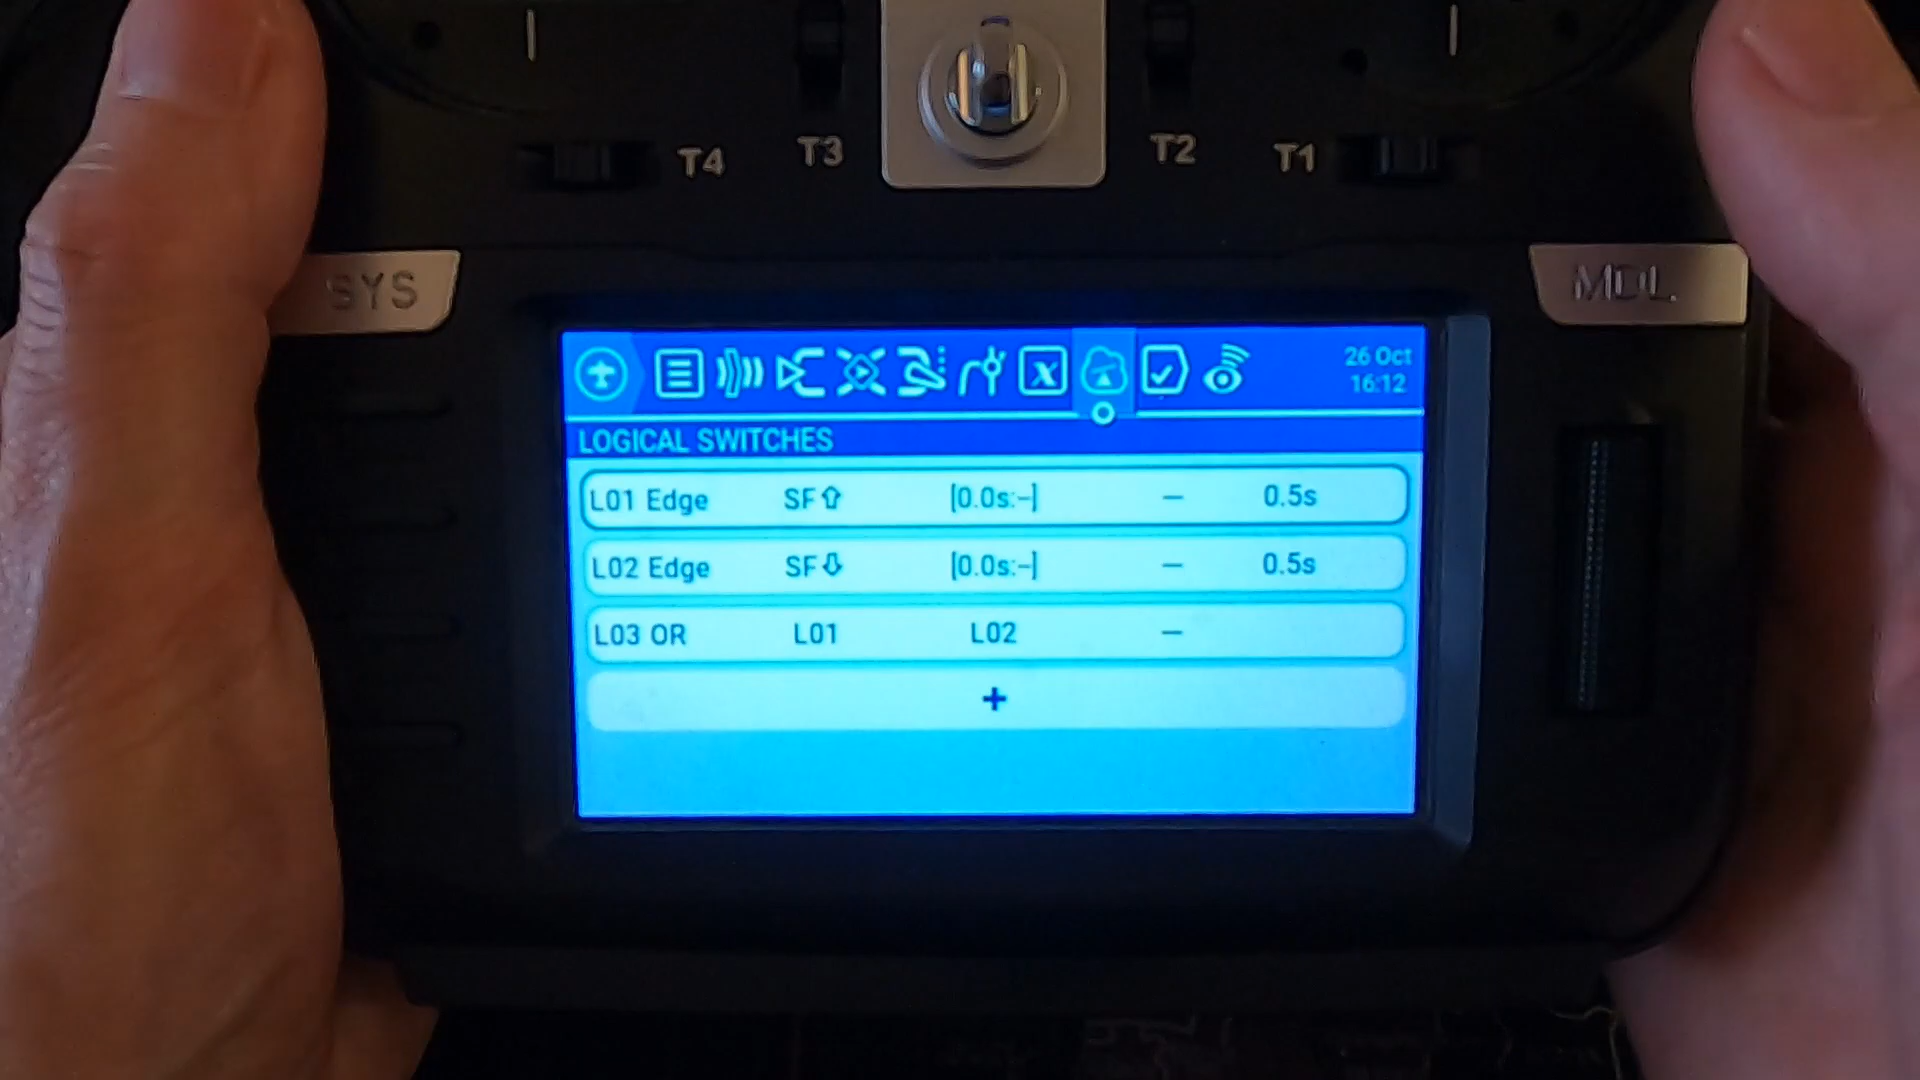 T4 T3 T2 T1
SYS MDL
26 Oct
16:12
LOGICAL SWITCHES
L01 Edge SF⇧ [0.0s:–] — 0.5s
L02 Edge SF⇩ [0.0s:–] — 0.5s
L03 OR L01 L02 —
+